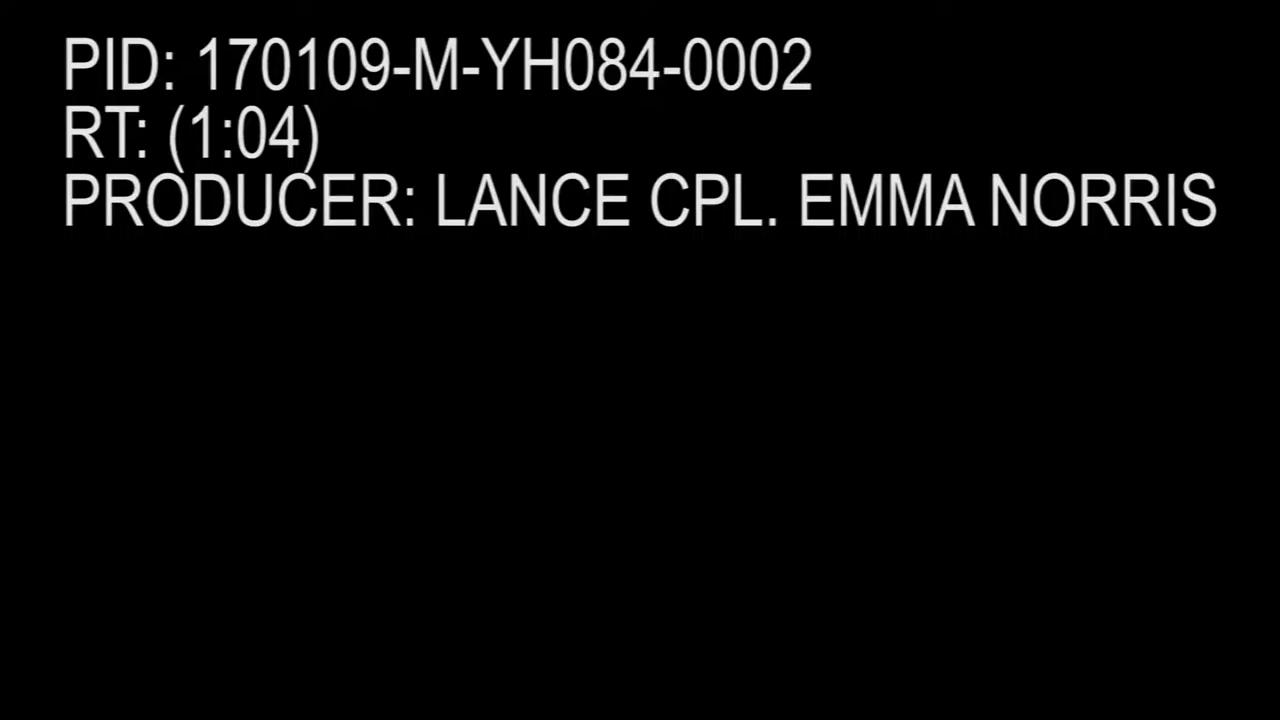 PID: 170109-M-YH084-0002
RT: (1:04)
PRODUCER: LANCE CPL. EMMA NORRIS